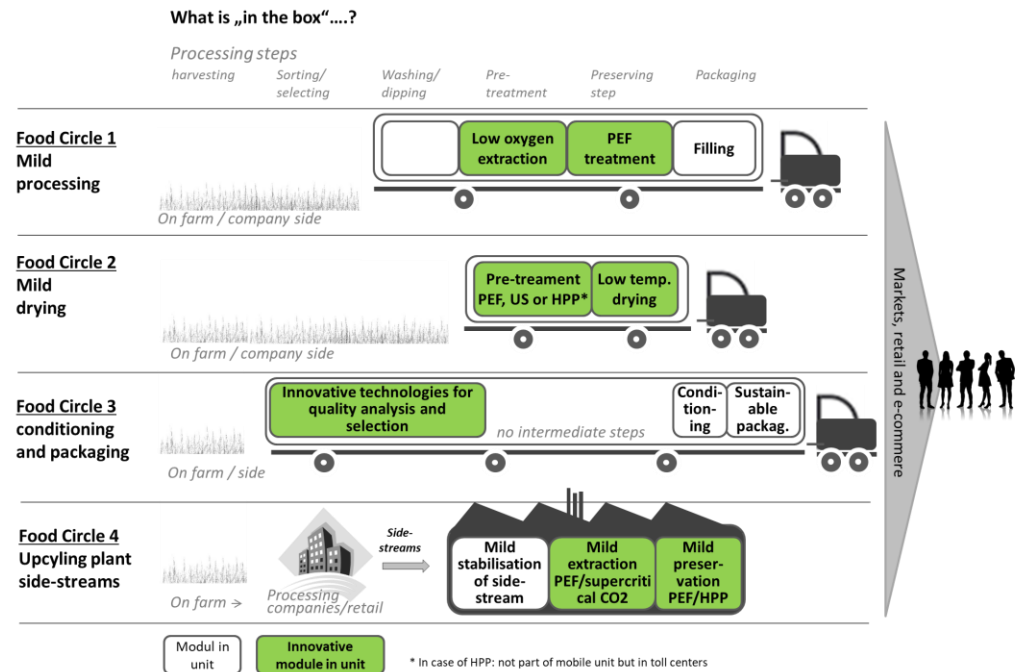 What is „in the box“....?
Processing steps
harvesting
Sorting/
selecting
Washing/
dipping
Pre-
treatment
Preserving
step
Packaging
Food Circle 1
Mild
processing
On farm / company side
Low oxygen
extraction
PEF
treatment
Filling
Food Circle 2
Mild
drying
On farm / company side
Pre-treament
PEF, US or HPP*
Low temp.
drying
Food Circle 3
conditioning
and packaging
On farm / side
Innovative technologies for
quality analysis and
selection
no intermediate steps
Condi-
tion-
ing
Sustain-
able
packag.
Food Circle 4
Upcyling plant
side-streams
On farm →
Processing
companies/retail
Side-
streams
Mild
stabilisation
of side-
stream
Mild
extraction
PEF/supercriti
cal CO2
Mild
preser-
vation
PEF/HPP
Markets, retail and e-commere
Modul in
unit
Innovative
module in unit
* In case of HPP: not part of mobile unit but in toll centers